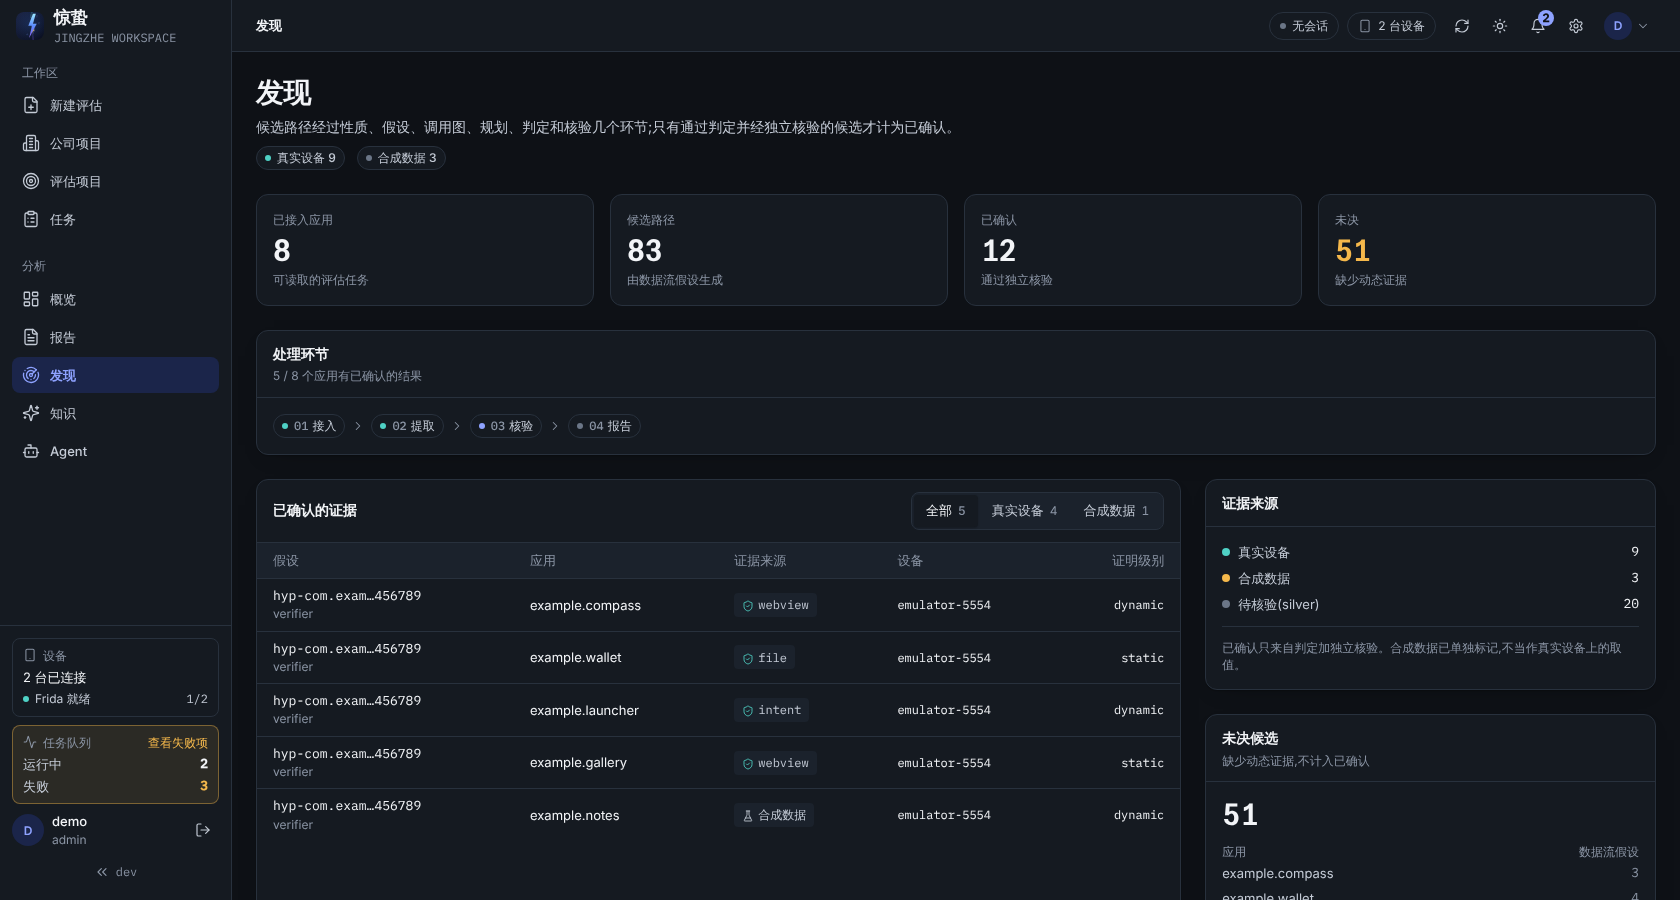 惊蛰
JINGZHE WORKSPACE
工作区
新建评估
公司项目
评估项目
任务
分析
概览
报告
发现
知识
Agent
设备
2 台已连接
Frida 就绪 1/2
任务队列 查看失败项
运行中 2
失败 3
D demo
admin
dev
发现
无会话 2 台设备 2 D
发现
候选路径经过性质、假设、调用图、规划、判定和核验几个环节;只有通过判定并经独立核验的候选才计为已确认。
真实设备 9 合成数据 3
已接入应用
8
可读取的评估任务
候选路径
83
由数据流假设生成
已确认
12
通过独立核验
未决
51
缺少动态证据
处理环节
5 / 8 个应用有已确认的结果
01 接入 02 提取 03 核验 04 报告
已确认的证据 全部 5 真实设备 4 合成数据 1
假设 应用 证据来源 设备 证明级别
hyp-com.exam…456789
verifier
example.compass webview emulator-5554 dynamic
hyp-com.exam…456789
verifier
example.wallet file emulator-5554 static
hyp-com.exam…456789
verifier
example.launcher intent emulator-5554 dynamic
hyp-com.exam…456789
verifier
example.gallery webview emulator-5554 static
hyp-com.exam…456789
verifier
example.notes 合成数据 emulator-5554 dynamic
证据来源
真实设备 9
合成数据 3
待核验(silver) 20
已确认只来自判定加独立核验。合成数据已单独标记,不当作真实设备上的取
值。
未决候选
缺少动态证据,不计入已确认
51
应用 数据流假设
example.compass 3
example.wallet 4